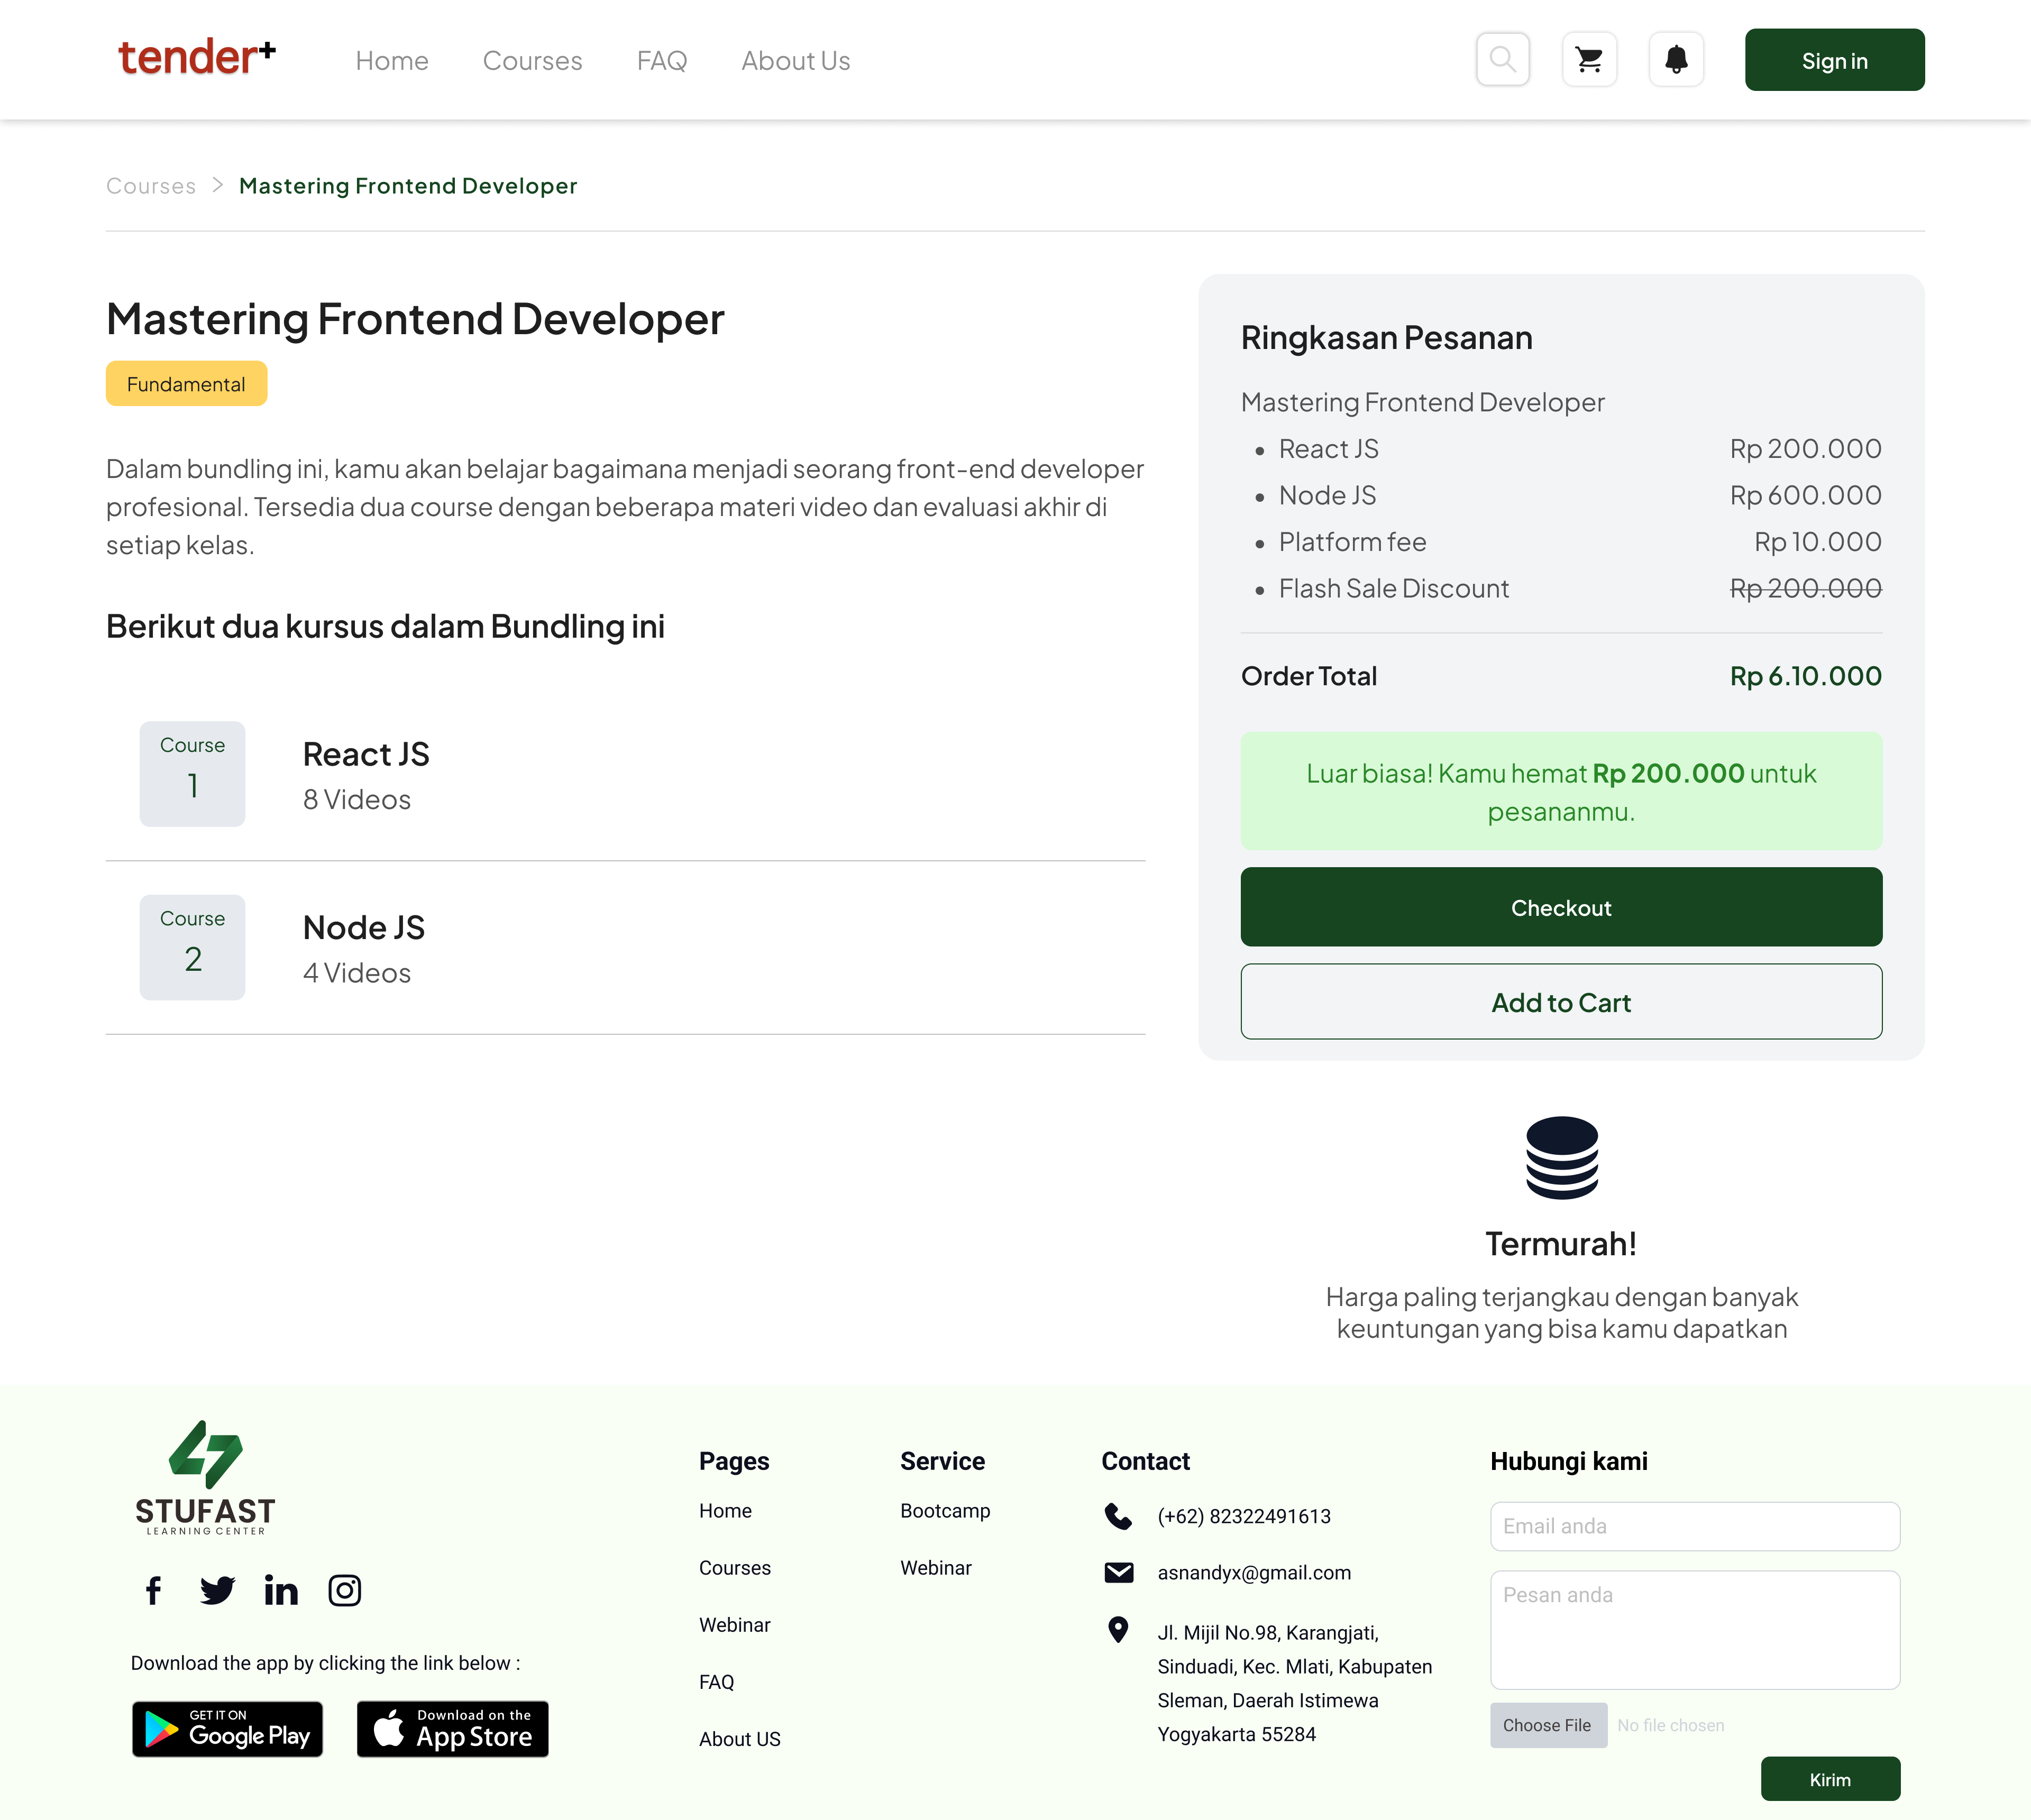 tender+
Home
Courses
FAQ
About Us
Sign in
Courses
Mastering Frontend Developer
Mastering Frontend Developer
Fundamental
Dalam bundling ini, kamu akan belajar bagaimana menjadi seorang front-end developer
profesional. Tersedia dua course dengan beberapa materi video dan evaluasi akhir di
setiap kelas.
Berikut dua kursus dalam Bundling ini
Course
1
React JS
8 Videos
Course
2
Node JS
4 Videos
Ringkasan Pesanan
Mastering Frontend Developer
• React JS Rp 200.000
• Node JS Rp 600.000
• Platform fee Rp 10.000
• Flash Sale Discount Rp 200.000
Order Total Rp 6.10.000
Luar biasa! Kamu hemat Rp 200.000 untuk
pesananmu.
Checkout
Add to Cart
Termurah!
Harga paling terjangkau dengan banyak
keuntungan yang bisa kamu dapatkan
STUFAST
LEARNING CENTER
Download the app by clicking the link below :
GET IT ON
Google Play
Download on the
App Store
Pages
Home
Courses
Webinar
FAQ
About US
Service
Bootcamp
Webinar
Contact
(+62) 82322491613
asnandyx@gmail.com
Jl. Mijil No.98, Karangjati,
Sinduadi, Kec. Mlati, Kabupaten
Sleman, Daerah Istimewa
Yogyakarta 55284
Hubungi kami
Email anda
Pesan anda
Choose File
No file chosen
Kirim